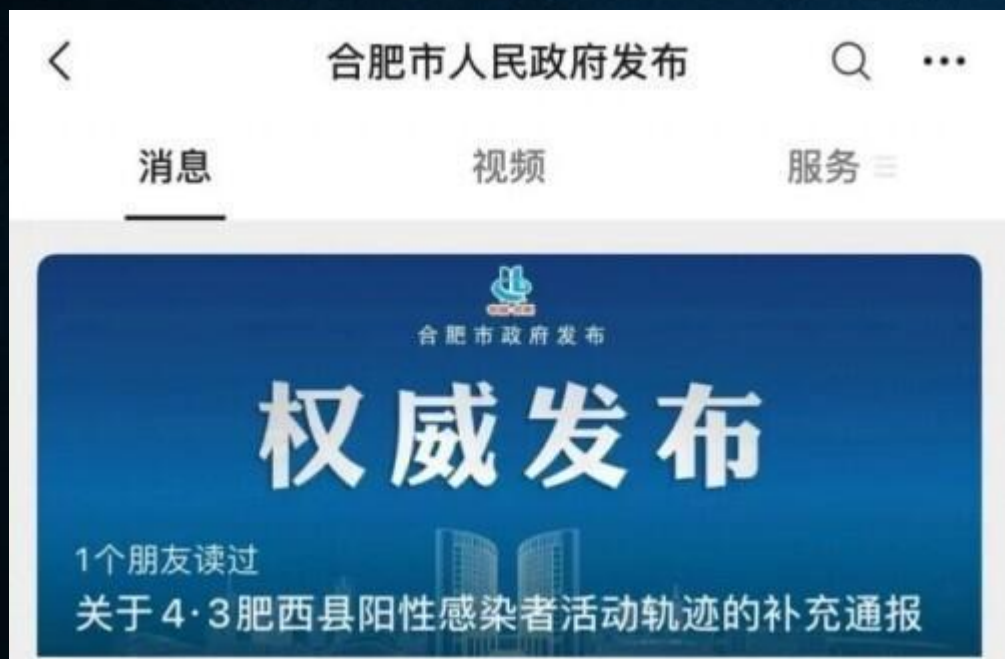 合肥市人民政府发布
消息
视频
服务
合肥市政府发布
权威发布
1个朋友读过
关于4·3肥西县阳性感染者活动轨迹的补充通报